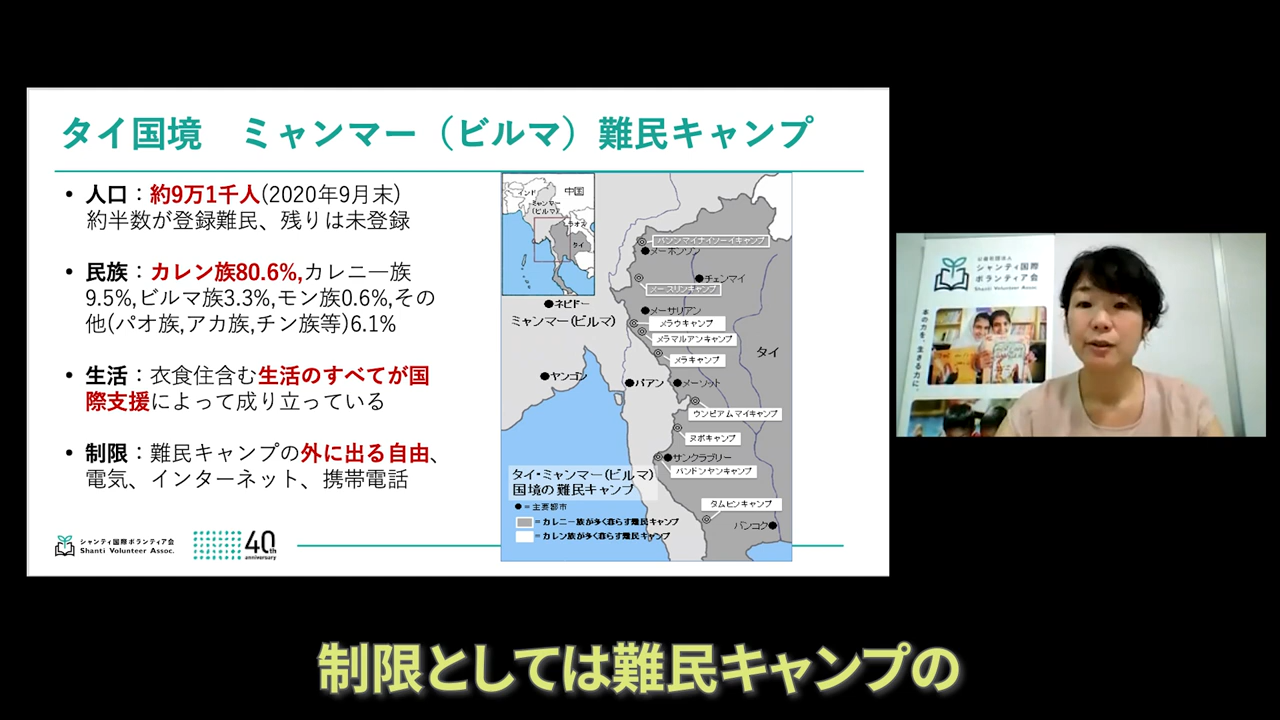 タイ国境　ミャンマー（ビルマ）難民キャンプ
• 人口：約9万1千人(2020年9月末)
約半数が登録難民、残りは未登録
• 民族：カレン族80.6%,カレニー族
9.5%,ビルマ族3.3%,モン族0.6%,その
他(パオ族,アカ族,チン族等)6.1%
• 生活：衣食住含む生活のすべてが国
際支援によって成り立っている
• 制限：難民キャンプの外に出る自由、
電気、インターネット、携帯電話
シャンティ国際ボランティア会
Shanti Volunteer Assoc.
40th
anniversary
インド
中国
ミャンマー
(ビルマ)
ラオス
タイ
バンマイナイソーイキャンプ
メーホンソン
チェンマイ
メースリンキャンプ
ネピドー
メーサリアン
ミャンマー(ビルマ)
メラウキャンプ
メラマルアンキャンプ
タイ
メラキャンプ
ヤンゴン
パアン
メーソット
ウンピアムマイキャンプ
ヌポキャンプ
サンクラブリー
バンドンヤンキャンプ
タムヒンキャンプ
バンコク
タイ・ミャンマー(ビルマ)
国境の難民キャンプ
●=主要都市
=カレニー族が多く暮らす難民キャンプ
=カレン族が多く暮らす難民キャンプ
公益社団法人
シャンティ国際
ボランティア会
Shanti Volunteer Assoc.
本の力を、生きる力に。
制限としては難民キャンプの